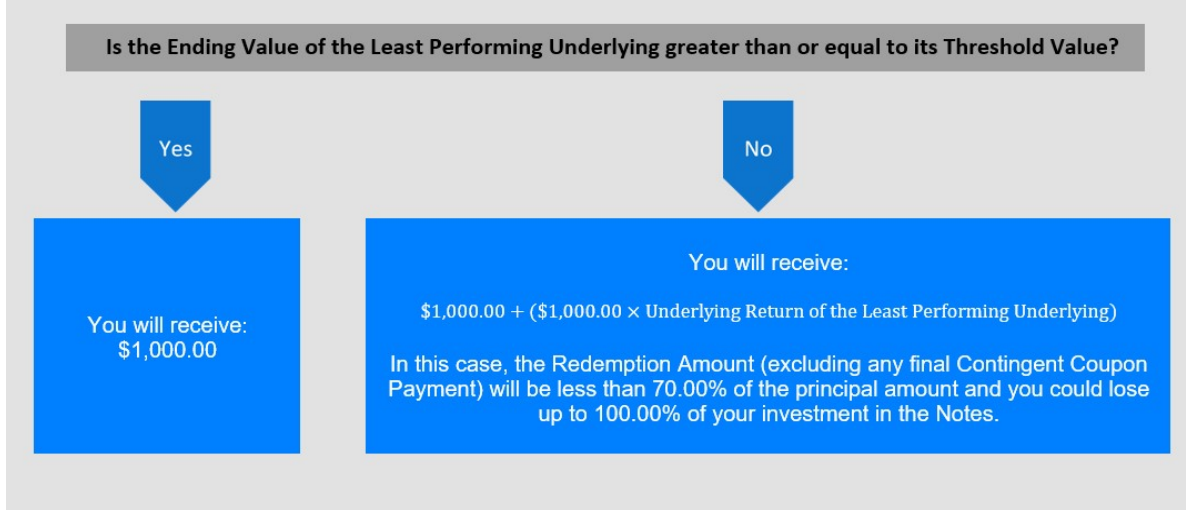 Is the Ending Value of the Least Performing Underlying greater than or equal to its Threshold Value?
Yes
No
You will receive:
$1,000.00
You will receive:
$1,000.00 + ($1,000.00 × Underlying Return of the Least Performing Underlying)
In this case, the Redemption Amount (excluding any final Contingent Coupon
Payment) will be less than 70.00% of the principal amount and you could lose
up to 100.00% of your investment in the Notes.